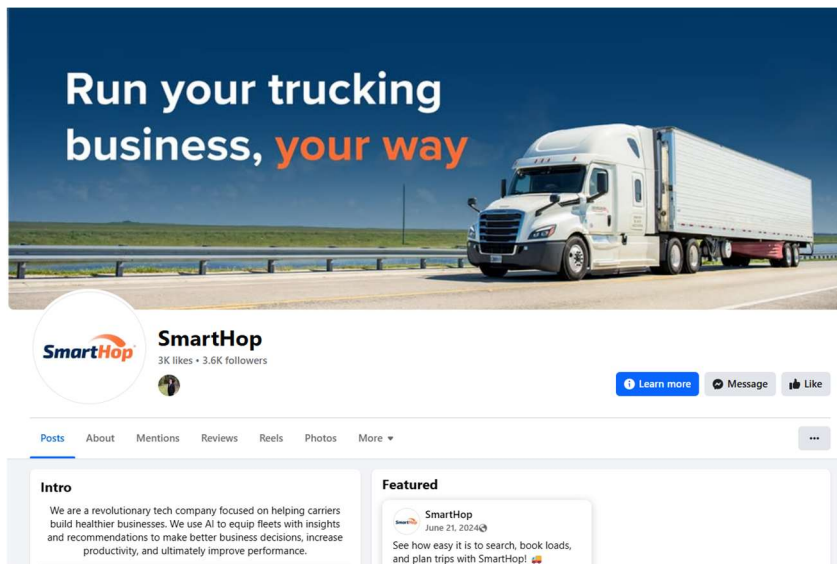 Run your trucking
business, your way
SmartHop
SmartHop
3K likes • 3.6K followers
Learn more
Message
Like
Posts
About
Mentions
Reviews
Reels
Photos
More
Intro
We are a revolutionary tech company focused on helping carriers
build healthier businesses. We use AI to equip fleets with insights
and recommendations to make better business decisions, increase
productivity, and ultimately improve performance.
Featured
SmartHop
SmartHop
June 21, 2024
See how easy it is to search, book loads,
and plan trips with SmartHop! 🚚